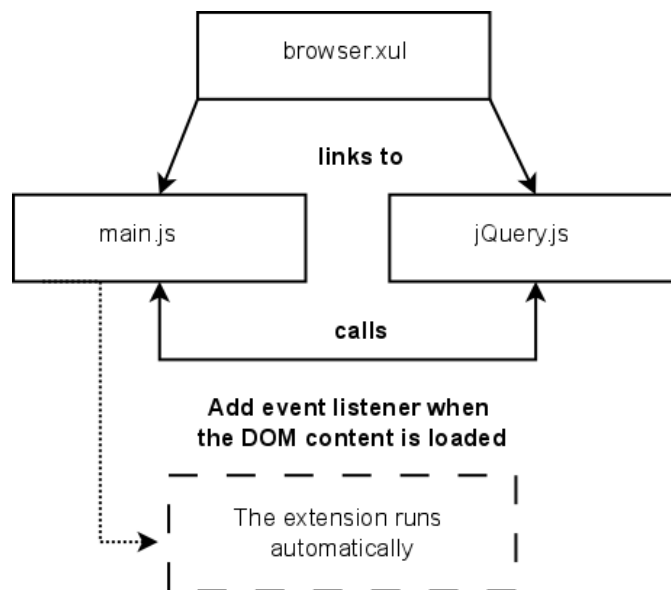 browser.xul
links to
main.js
jQuery.js
calls
Add event listener when
the DOM content is loaded
The extension runs
automatically